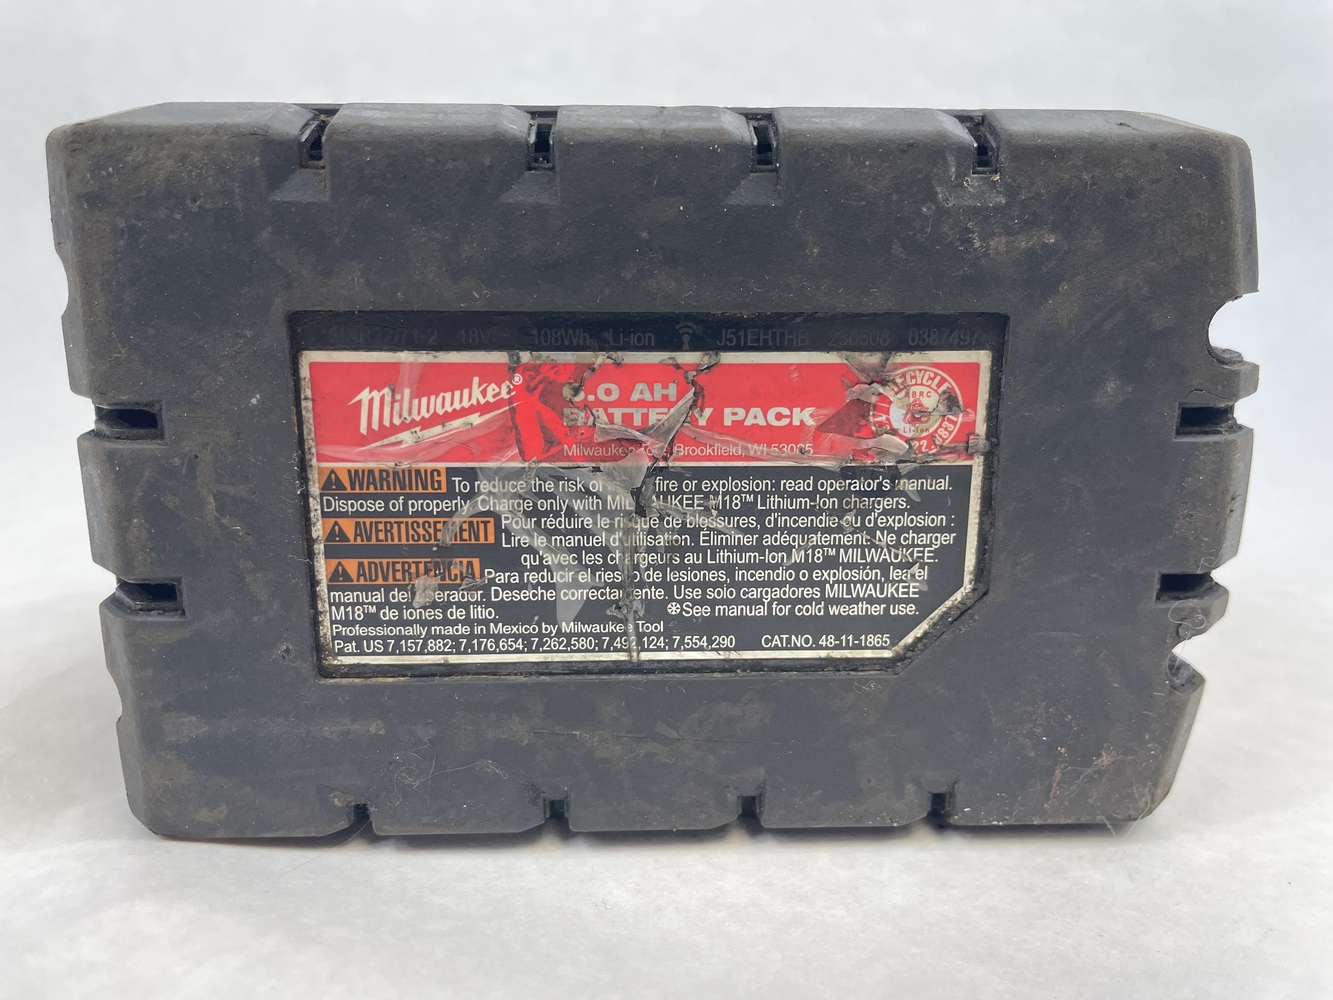 18V 108Wh Li-ion J51EHTHB 0387497
Milwaukee®
6.0 AH
BATTERY PACK
Milwaukee Brookfield, WI 53005
RECYCLE
RBRC
Li-Ion
WARNING To reduce the risk of fire or explosion: read operator's manual.
Dispose of properly. Charge only with MILWAUKEE M18™ Lithium-Ion chargers.
AVERTISSEMENT Pour réduire le risque de blessures, d'incendie ou d'explosion :
Lire le manuel d'utilisation. Éliminer adéquatement. Ne charger
qu'avec les chargeurs au Lithium-Ion M18™ MILWAUKEE.
ADVERTENCIA Para reducir el riesgo de lesiones, incendio o explosión, lea el
manual del operador. Deseche correctamente. Use solo cargadores MILWAUKEE
M18™ de iones de litio. ❄See manual for cold weather use.
Professionally made in Mexico by Milwaukee Tool
Pat. US 7,157,882; 7,176,654; 7,262,580; 7,492,124; 7,554,290 CAT.NO. 48-11-1865